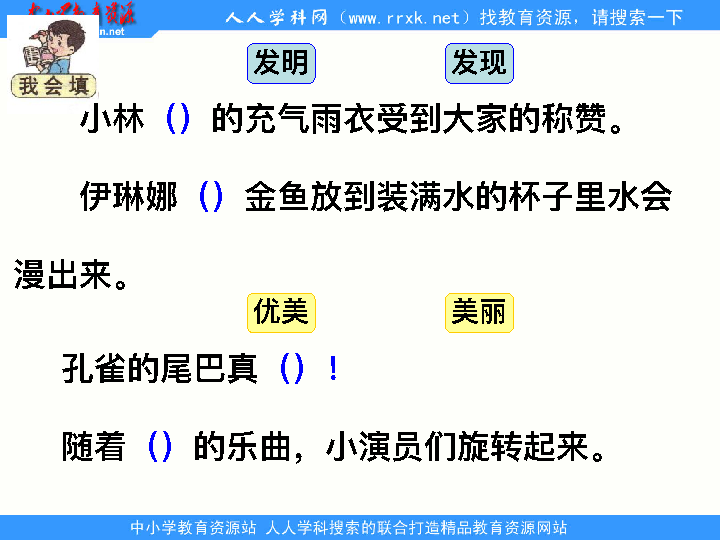 人人学科网（www.rrxk.net）找教育资源，请搜索一下
我会填
发明 发现
小林（）的充气雨衣受到大家的称赞。
伊琳娜（）金鱼放到装满水的杯子里水会
漫出来。
优美 美丽
孔雀的尾巴真（）！
随着（）的乐曲，小演员们旋转起来。
中小学教育资源站 人人学科搜索的联合打造精品教育资源网站